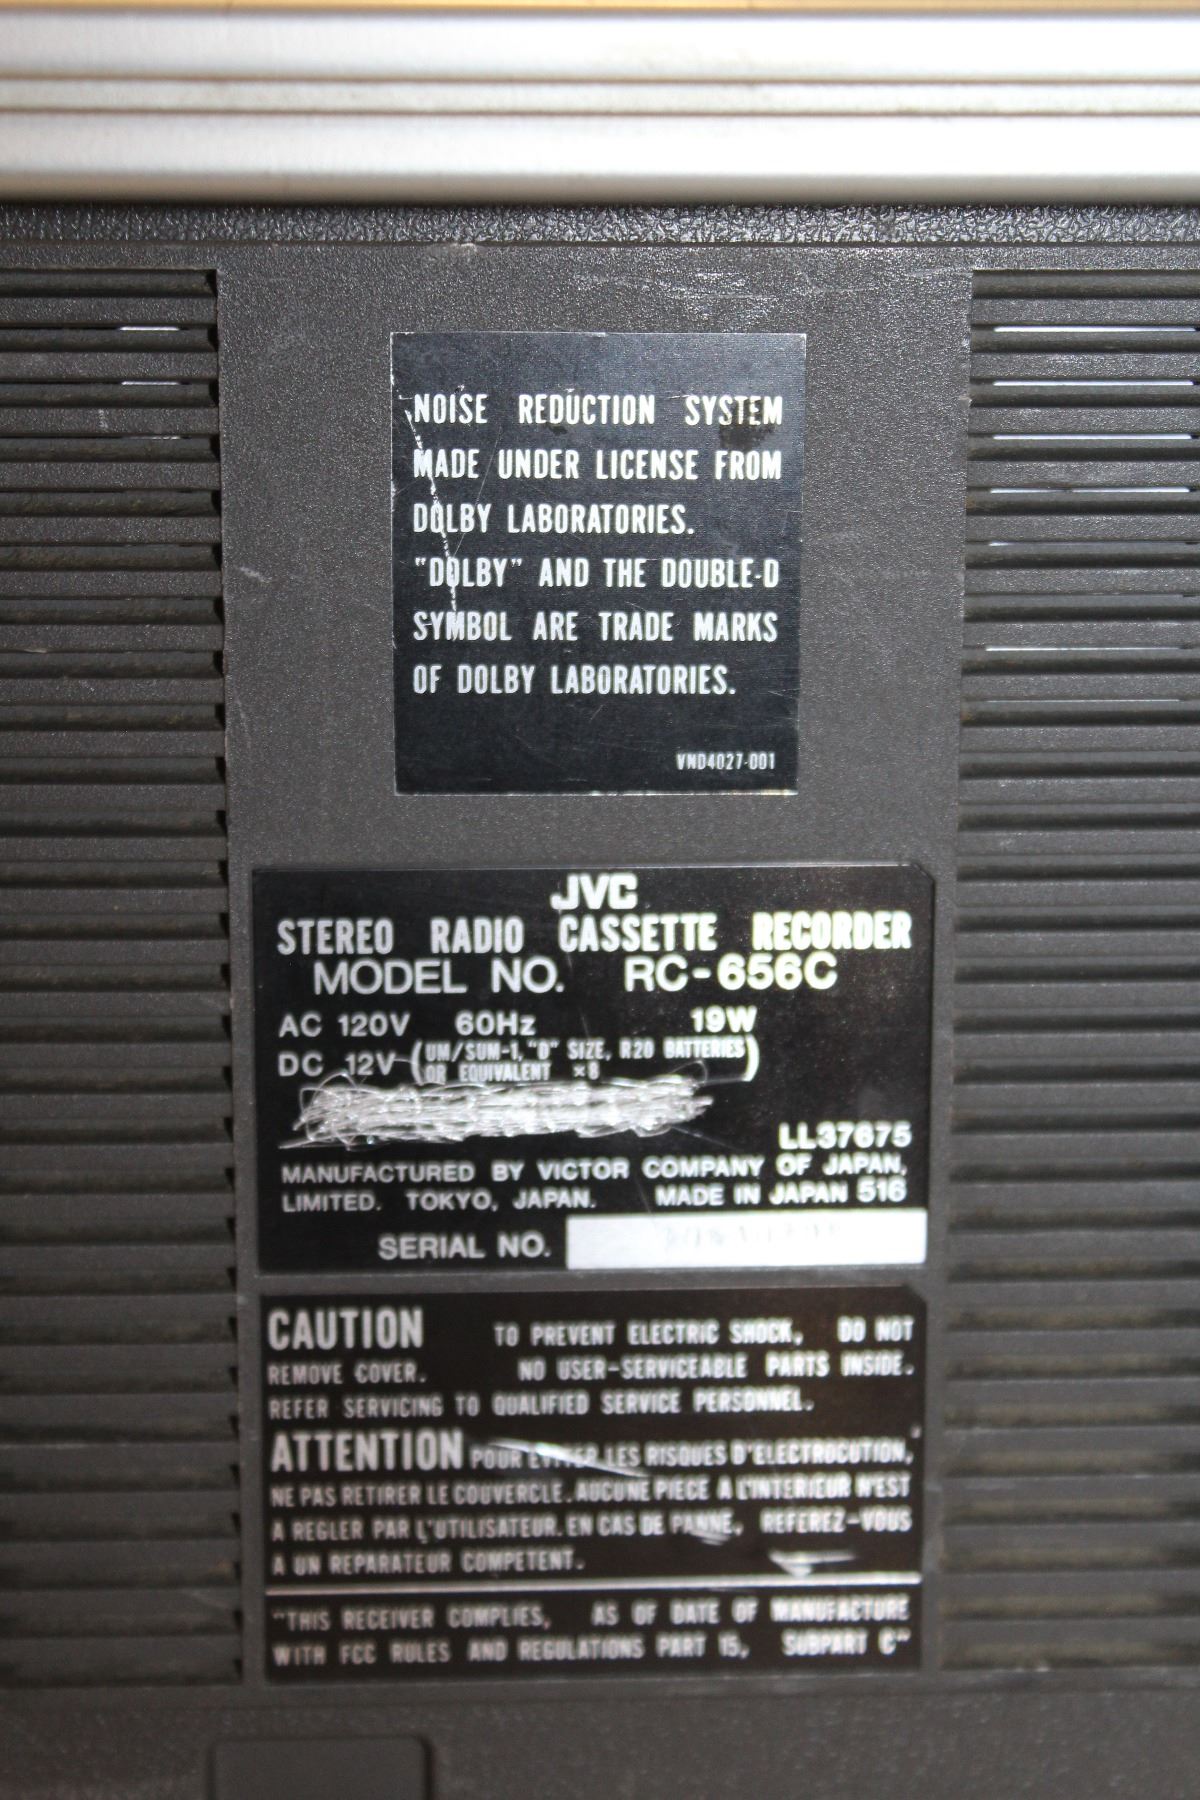 NOISE REDUCTION SYSTEM
MADE UNDER LICENSE FROM
DOLBY LABORATORIES.
"DOLBY" AND THE DOUBLE-D
SYMBOL ARE TRADE MARKS
OF DOLBY LABORATORIES.
VND4027-001
JVC
STEREO RADIO CASSETTE RECORDER
MODEL NO. RC-656C
AC 120V 60Hz 19W
DC 12V (UM/SUM-1, "D" SIZE, R20 BATTERIES
OR EQUIVALENT ×8)
LL37675
MANUFACTURED BY VICTOR COMPANY OF JAPAN,
LIMITED. TOKYO, JAPAN. MADE IN JAPAN 516
SERIAL NO.
CAUTION TO PREVENT ELECTRIC SHOCK, DO NOT
REMOVE COVER. NO USER-SERVICEABLE PARTS INSIDE.
REFER SERVICING TO QUALIFIED SERVICE PERSONNEL.
ATTENTION POUR EVITER LES RISQUES D'ELECTROCUTION,
NE PAS RETIRER LE COUVERCLE. AUCUNE PIECE A L'INTERIEUR N'EST
A REGLER PAR L'UTILISATEUR. EN CAS DE PANNE, REFEREZ-VOUS
A UN REPARATEUR COMPETENT.
"THIS RECEIVER COMPLIES, AS OF DATE OF MANUFACTURE
WITH FCC RULES AND REGULATIONS PART 15, SUBPART C"